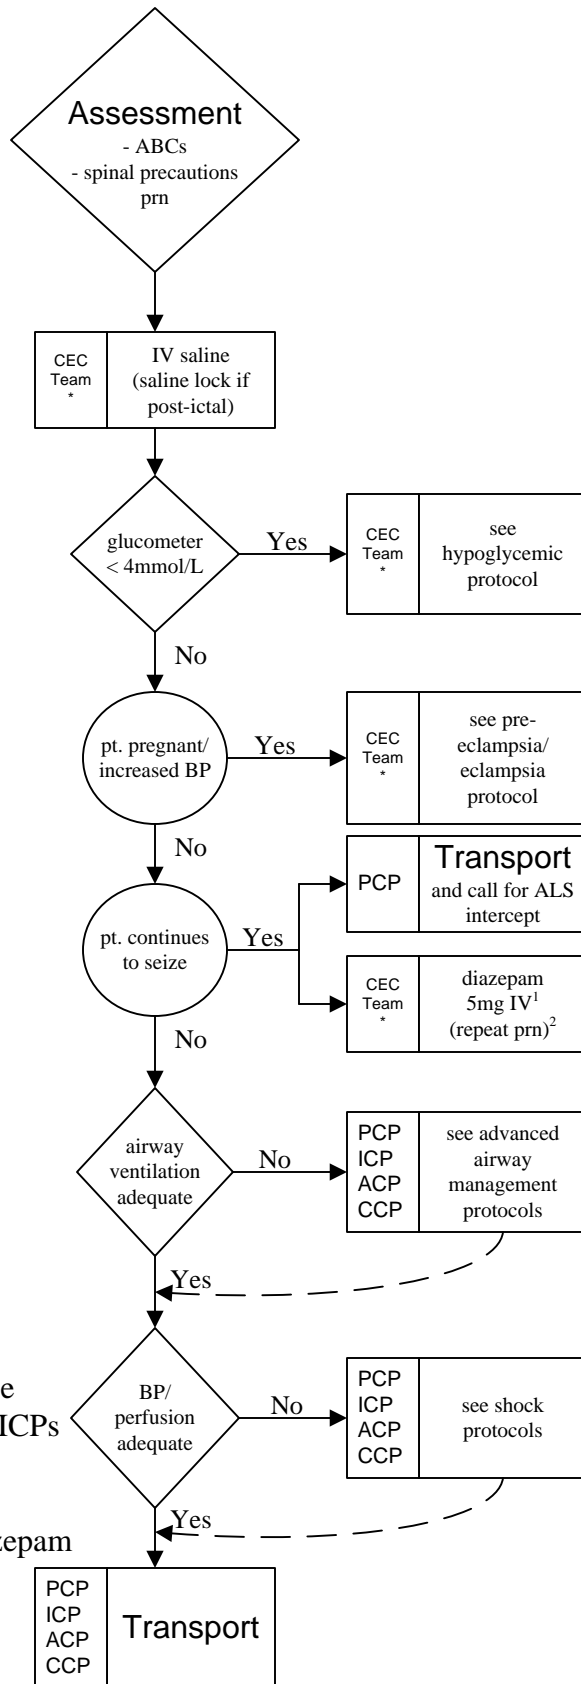 Assessment
- ABCs
- spinal precautions
prn
CEC
Team
*
IV saline
(saline lock if
post-ictal)
glucometer
< 4mmol/L
Yes
CEC
Team
*
see
hypoglycemic
protocol
No
pt. pregnant/
increased BP
Yes
CEC
Team
*
see pre-
eclampsia/
eclampsia
protocol
No
pt. continues
to seize
Yes
PCP
Transport
and call for ALS
intercept
CEC
Team
*
diazepam
5mg IV1
(repeat prn)2
No
airway
ventilation
adequate
No
PCP
ICP
ACP
CCP
see advanced
airway
management
protocols
Yes
ICPs
BP/
perfusion
adequate
No
PCP
ICP
ACP
CCP
see shock
protocols
Yes
PCP
ICP
ACP
CCP
Transport